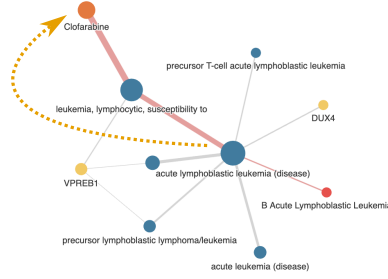 Clofarabine
precursor T-cell acute lymphoblastic leukemia
leukemia, lymphocytic, susceptibility to
DUX4
acute lymphoblastic leukemia (disease)
VPREB1
B Acute Lymphoblastic Leukemia
precursor lymphoblastic lymphoma/leukemia
acute leukemia (disease)